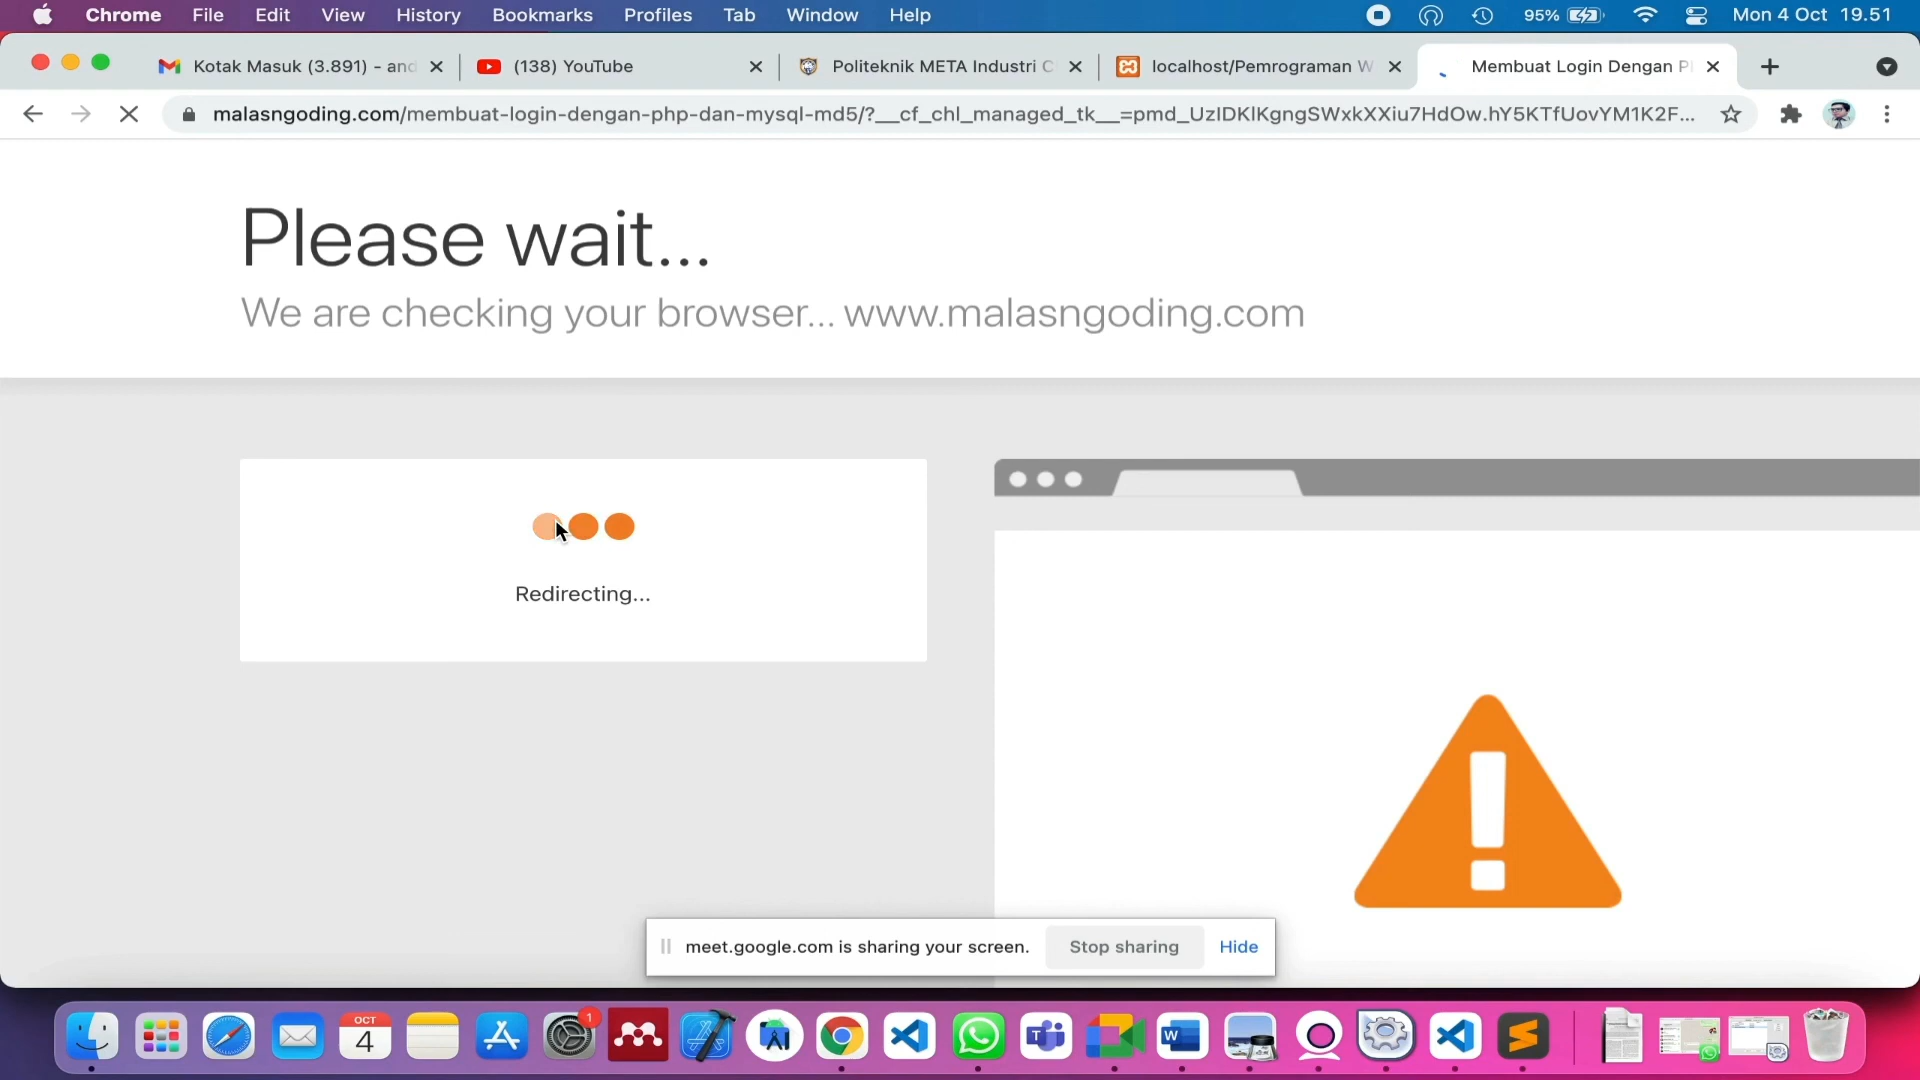 Chrome File Edit View History Bookmarks Profiles Tab Window Help 95% Mon 4 Oct 19.51
Kotak Masuk (3.891) - and (138) YouTube Politeknik META Industri C localhost/Pemrograman W Membuat Login Dengan P
malasngoding.com/membuat-login-dengan-php-dan-mysql-md5/?__cf_chl_managed_tk__=pmd_UzIDKlKgngSWxkXXiu7HdOw.hY5KTfUovYM1K2F...
Please wait...
We are checking your browser... www.malasngoding.com
Redirecting...
meet.google.com is sharing your screen. Stop sharing Hide
OCT
4
1